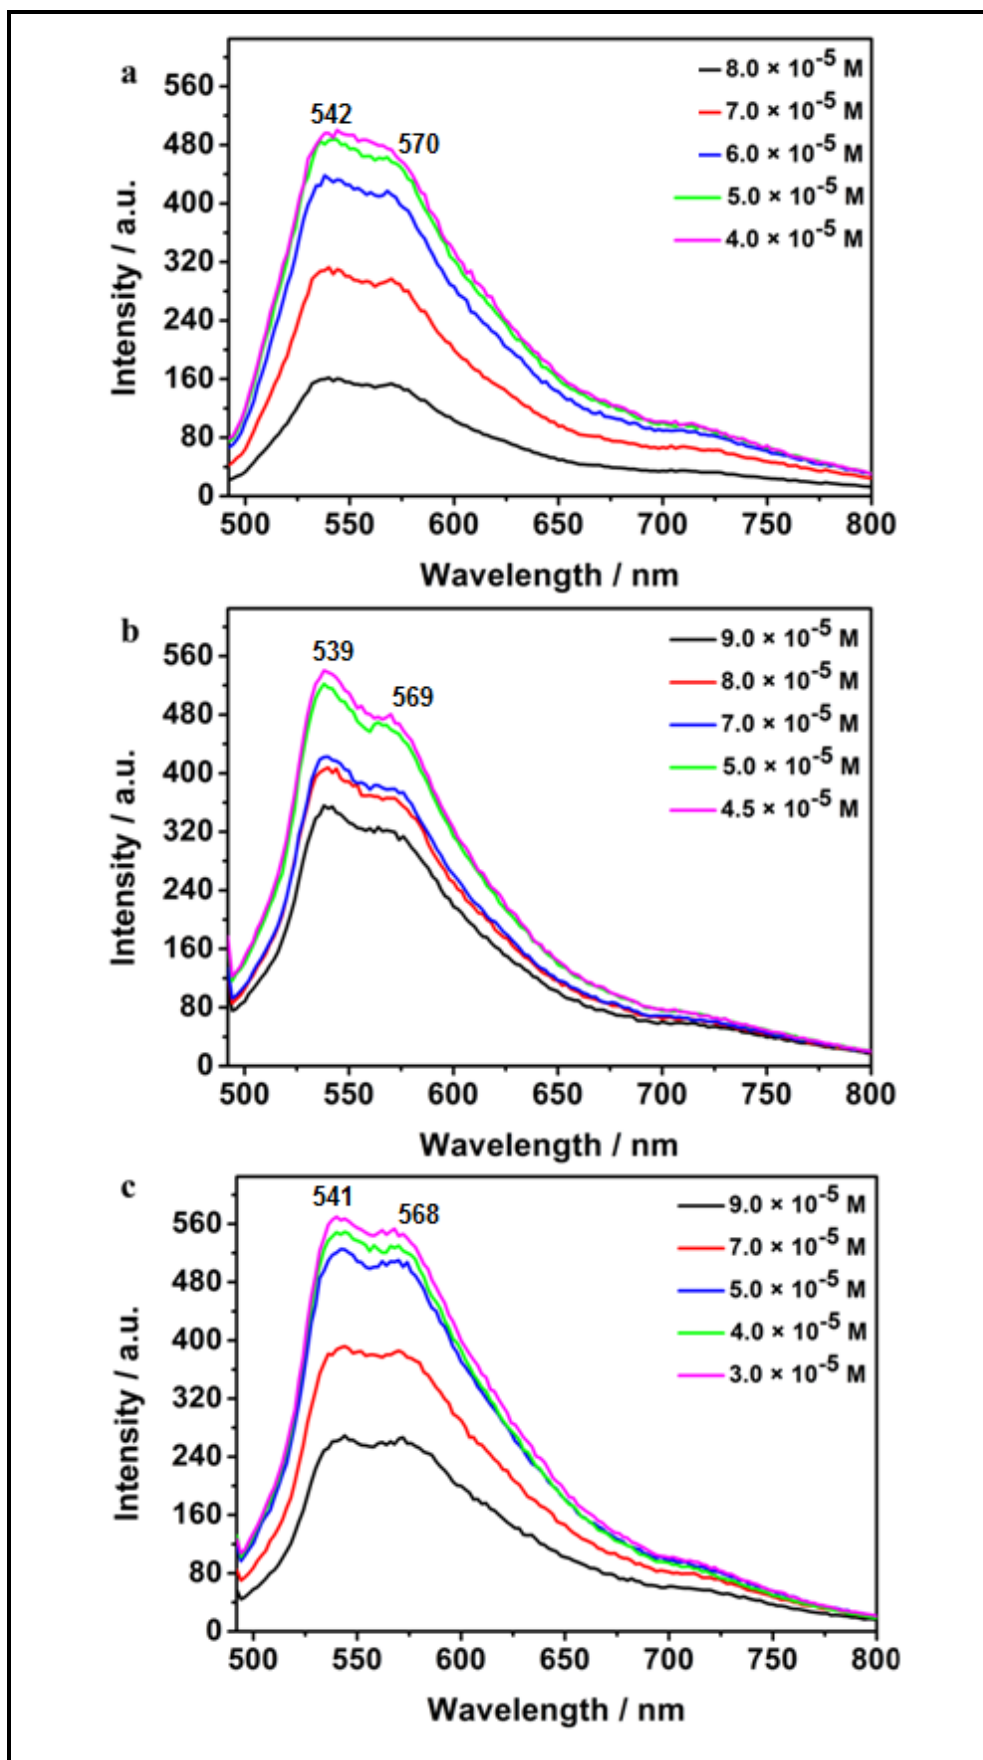 a
8.0 × 10⁻⁵ M
7.0 × 10⁻⁵ M
6.0 × 10⁻⁵ M
5.0 × 10⁻⁵ M
4.0 × 10⁻⁵ M
542
570
560
480
400
320
240
160
80
0
Intensity / a.u.
500 550 600 650 700 750 800
Wavelength / nm
b
9.0 × 10⁻⁵ M
8.0 × 10⁻⁵ M
7.0 × 10⁻⁵ M
5.0 × 10⁻⁵ M
4.5 × 10⁻⁵ M
539
569
560
480
400
320
240
160
80
0
Intensity / a.u.
500 550 600 650 700 750 800
Wavelength / nm
c
9.0 × 10⁻⁵ M
7.0 × 10⁻⁵ M
5.0 × 10⁻⁵ M
4.0 × 10⁻⁵ M
3.0 × 10⁻⁵ M
541
568
560
480
400
320
240
160
80
0
Intensity / a.u.
500 550 600 650 700 750 800
Wavelength / nm